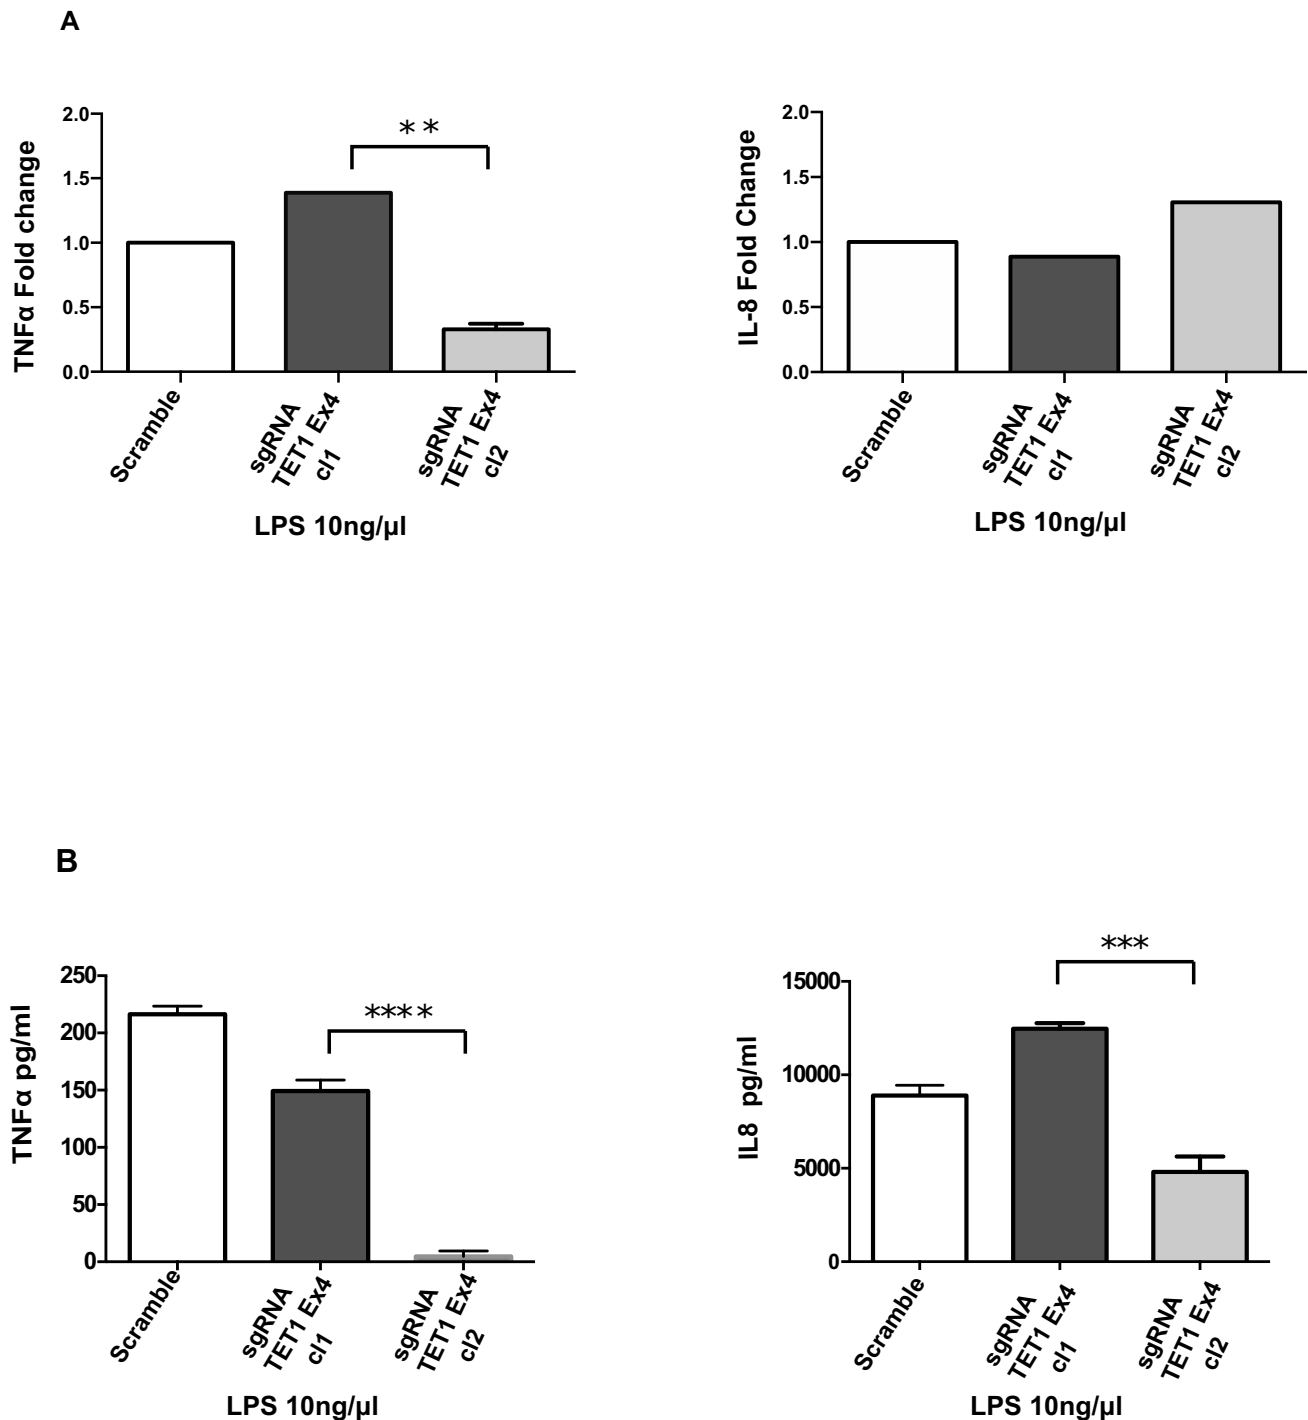 A
TNFα Fold change
2.0
1.5
1.0
0.5
0.0
**
Scramble
sgRNA
TET1 Ex4
cl1
sgRNA
TET1 Ex4
cl2
LPS 10ng/µl
IL-8 Fold Change
2.0
1.5
1.0
0.5
0.0
Scramble
sgRNA
TET1 Ex4
cl1
sgRNA
TET1 Ex4
cl2
LPS 10ng/µl
B
TNFα pg/ml
250
200
150
100
50
0
****
Scramble
sgRNA
TET1 Ex4
cl1
sgRNA
TET1 Ex4
cl2
LPS 10ng/µl
IL8 pg/ml
15000
10000
5000
0
***
Scramble
sgRNA
TET1 Ex4
cl1
sgRNA
TET1 Ex4
cl2
LPS 10ng/µl